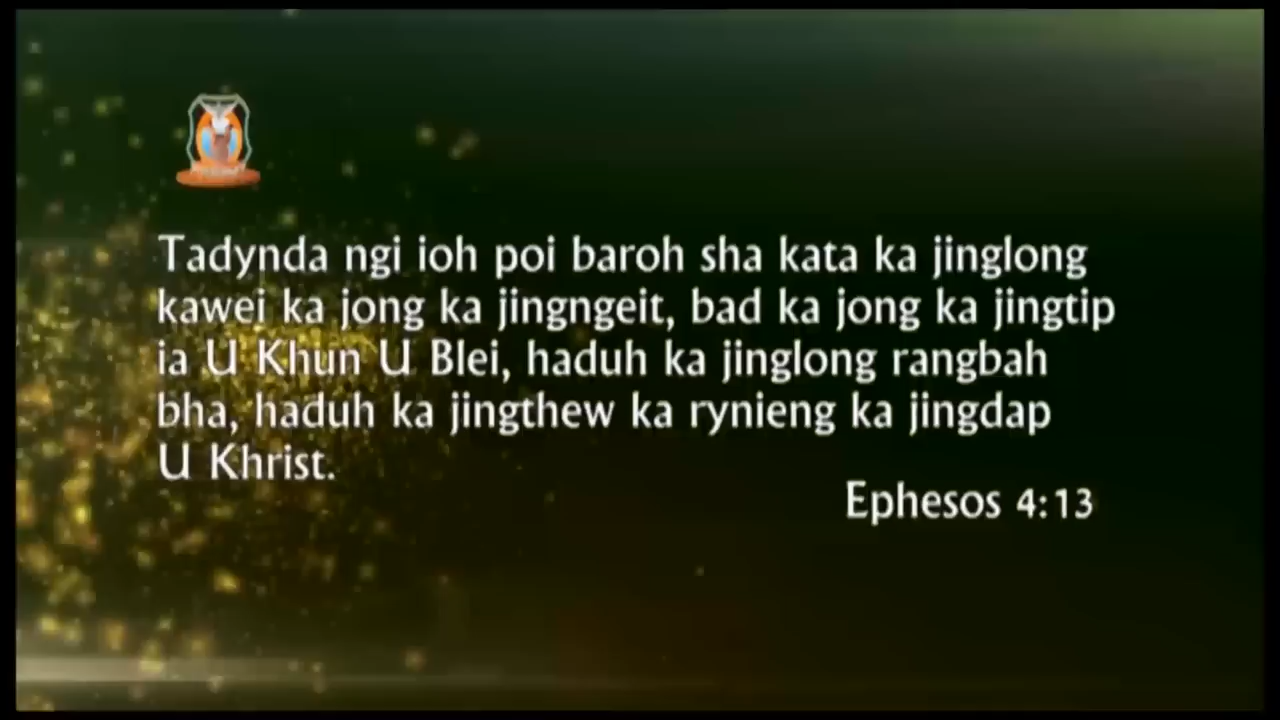 Tadynda ngi ioh poi baroh sha kata ka jinglong
kawei ka jong ka jingngeit, bad ka jong ka jingtip
ia U Khun U Blei, haduh ka jinglong rangbah
bha, haduh ka jingthew ka rynieng ka jingdap
U Khrist.
Ephesos 4:13